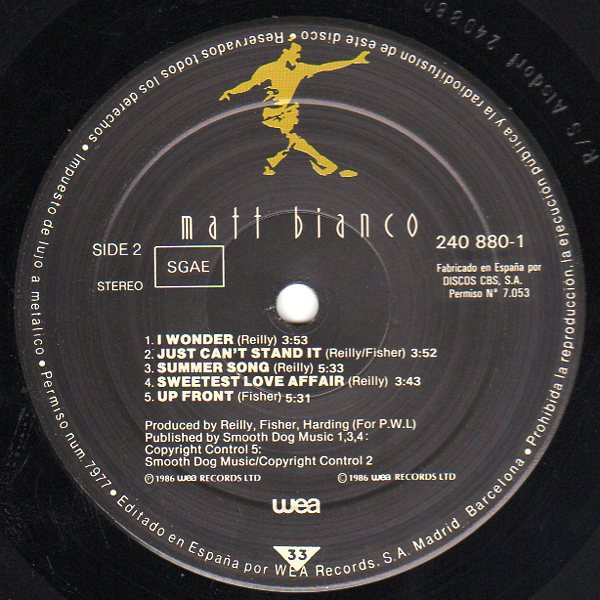 matt bianco
SIDE 2
SGAE
STEREO
240 880-1
Fabricado en España por
DISCOS CBS, S.A.
Permiso N° 7.053
1. I WONDER (Reilly) 3:53
2. JUST CAN'T STAND IT (Reilly/Fisher) 3:52
3. SUMMER SONG (Reilly) 5:33
4. SWEETEST LOVE AFFAIR (Reilly) 3:43
5. UP FRONT (Fisher) 5:31
Produced by Reilly, Fisher, Harding (For P.W.L)
Published by Smooth Dog Music 1,3,4:
Copyright Control 5:
Smooth Dog Music/Copyright Control 2
℗ 1986 wea RECORDS LTD © 1986 wea RECORDS LTD
wea
33
Editado en España por WEA Records, S.A. Madrid. Barcelona • Prohibida la reproducción, la ejecución pública y la radiodifusion de este disco • Reservados todos los derechos • Impuesto de lujo a metalico • Permiso num. 7977 •
R/S Alsdorf 240880